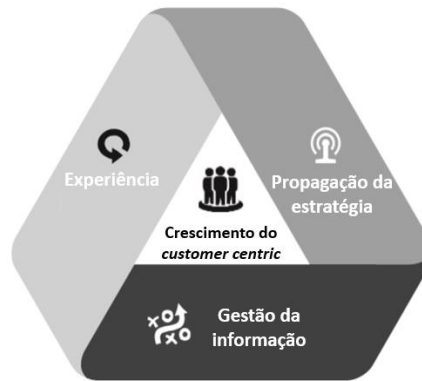 Experiência
Propagação da
estratégia
Crescimento do
customer centric
Gestão da
informação